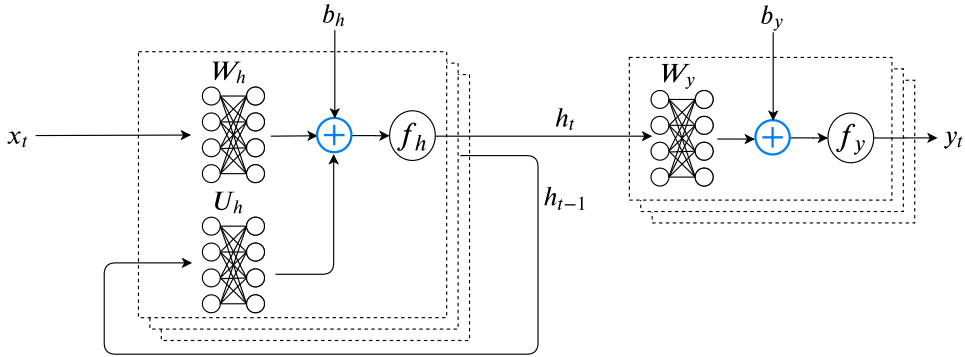 b_h
b_y
W_h
W_y
x_t
+
f_h
h_t
+
f_y
y_t
U_h
h_{t-1}